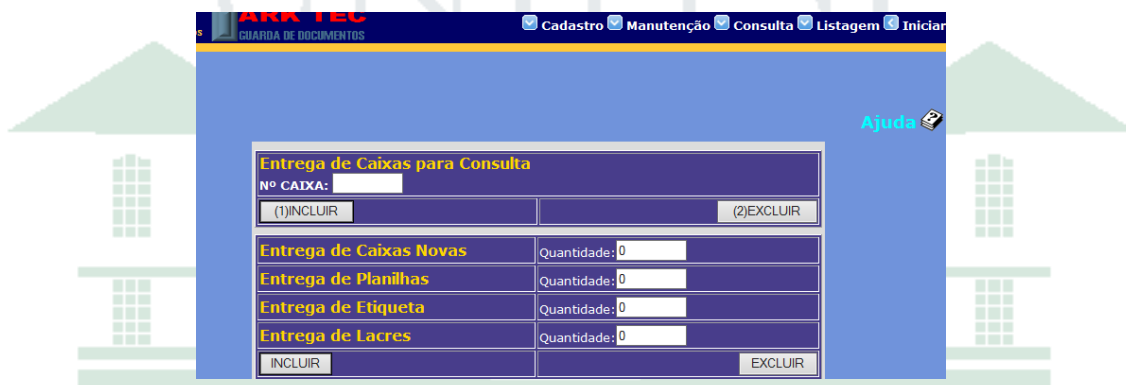 ARK TEC
GUARDA DE DOCUMENTOS
Cadastro Manutenção Consulta Listagem Iniciar
Ajuda
Entrega de Caixas para Consulta
Nº CAIXA:
(1)INCLUIR (2)EXCLUIR
Entrega de Caixas Novas Quantidade: 0
Entrega de Planilhas Quantidade: 0
Entrega de Etiqueta Quantidade: 0
Entrega de Lacres Quantidade: 0
INCLUIR EXCLUIR